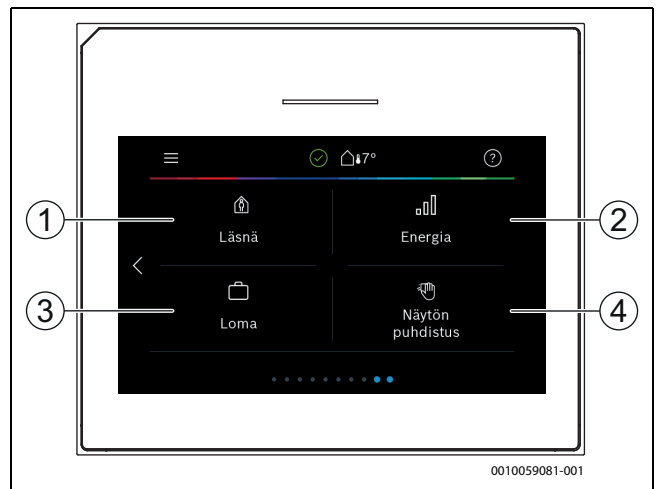 7°
?
1
Läsnä
Energia
2
3
Loma
Näytön
puhdistus
4
0010059081-001